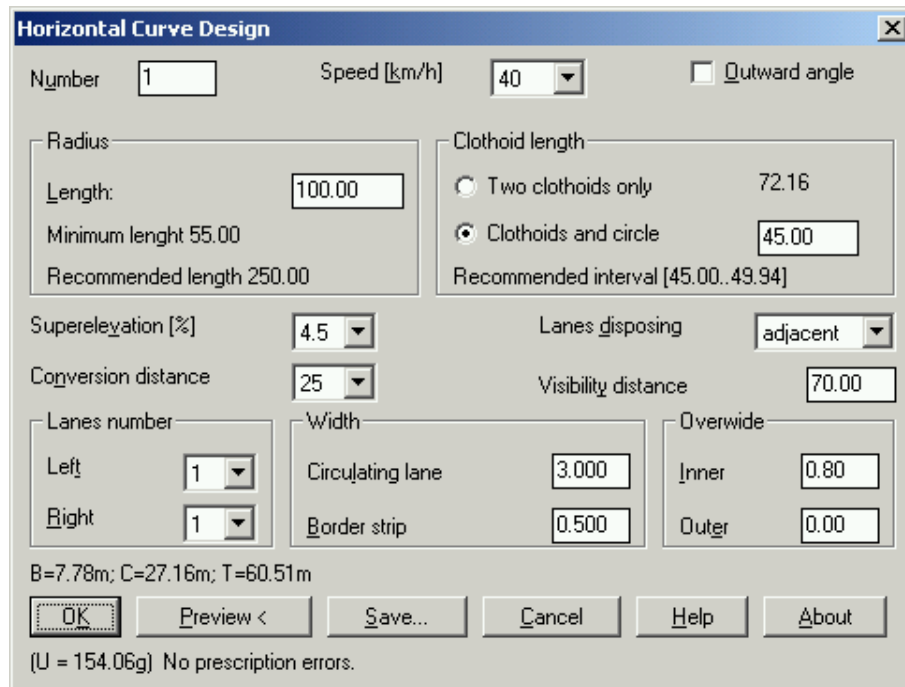 Horizontal Curve Design
Number 1 Speed [km/h] 40 Outward angle
Radius
Length: 100.00
Minimum lenght 55.00
Recommended length 250.00
Clothoid length
Two clothoids only 72.16
Clothoids and circle 45.00
Recommended interval [45.00..49.94]
Superelevation [%] 4.5 Lanes disposing adjacent
Conversion distance 25 Visibility distance 70.00
Lanes number
Left 1
Right 1
Width
Circulating lane 3.000
Border strip 0.500
Overwide
Inner 0.80
Outer 0.00
B=7.78m; C=27.16m; T=60.51m
OK Preview < Save... Cancel Help About
(U = 154.06g) No prescription errors.